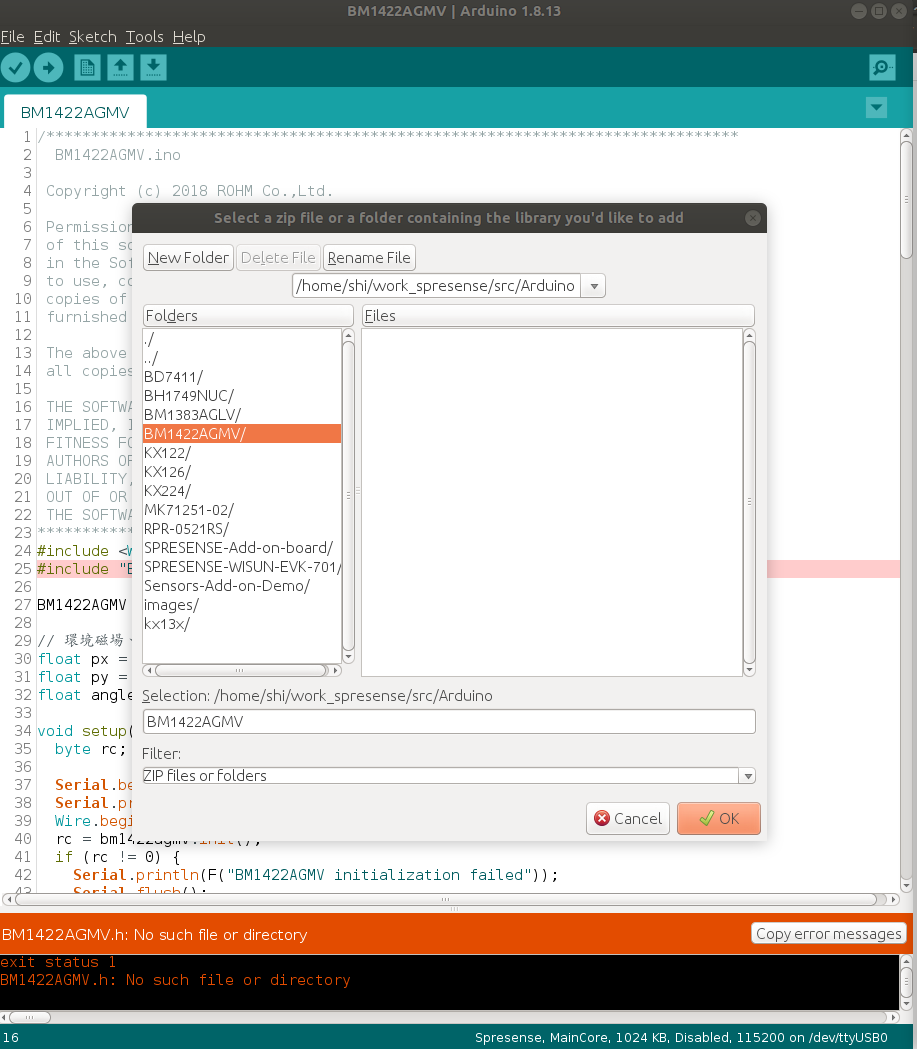 BM1422AGMV | Arduino 1.8.13
File Edit Sketch Tools Help
BM1422AGMV
1 /*****************************************************************************
2 BM1422AGMV.ino
3
4 Copyright (c) 2018 ROHM Co.,Ltd.
5
6 Permission
7 of this so
8 in the Sof
9 to use, co
10 copies of
11 furnished
12
13 The above
14 all copies
15
16 THE SOFTWA
17 IMPLIED, I
18 FITNESS FO
19 AUTHORS OR
20 LIABILITY,
21 OUT OF OR
22 THE SOFTWA
23 ***********
24 #include <W
25 #include "B
26
27 BM1422AGMV
28
29 // 環境磁場、
30 float px =
31 float py =
32 float angle
33
34 void setup(
35 byte rc;
36
37 Serial.be
38 Serial.pr
39 Wire.begi
40 rc = bm1422agmv.init();
41 if (rc != 0) {
42 Serial.println(F("BM1422AGMV initialization failed"));
43 Serial.flush();
Select a zip file or a folder containing the library you'd like to add
New Folder Delete File Rename File
/home/shi/work_spresense/src/Arduino
Folders
Files
./
../
BD7411/
BH1749NUC/
BM1383AGLV/
BM1422AGMV/
KX122/
KX126/
KX224/
MK71251-02/
RPR-0521RS/
SPRESENSE-Add-on-board/
SPRESENSE-WISUN-EVK-701/
Sensors-Add-on-Demo/
images/
kx13x/
Selection: /home/shi/work_spresense/src/Arduino
BM1422AGMV
Filter:
ZIP files or folders
Cancel OK
BM1422AGMV.h: No such file or directory
Copy error messages
exit status 1
BM1422AGMV.h: No such file or directory
16
Spresense, MainCore, 1024 KB, Disabled, 115200 on /dev/ttyUSB0